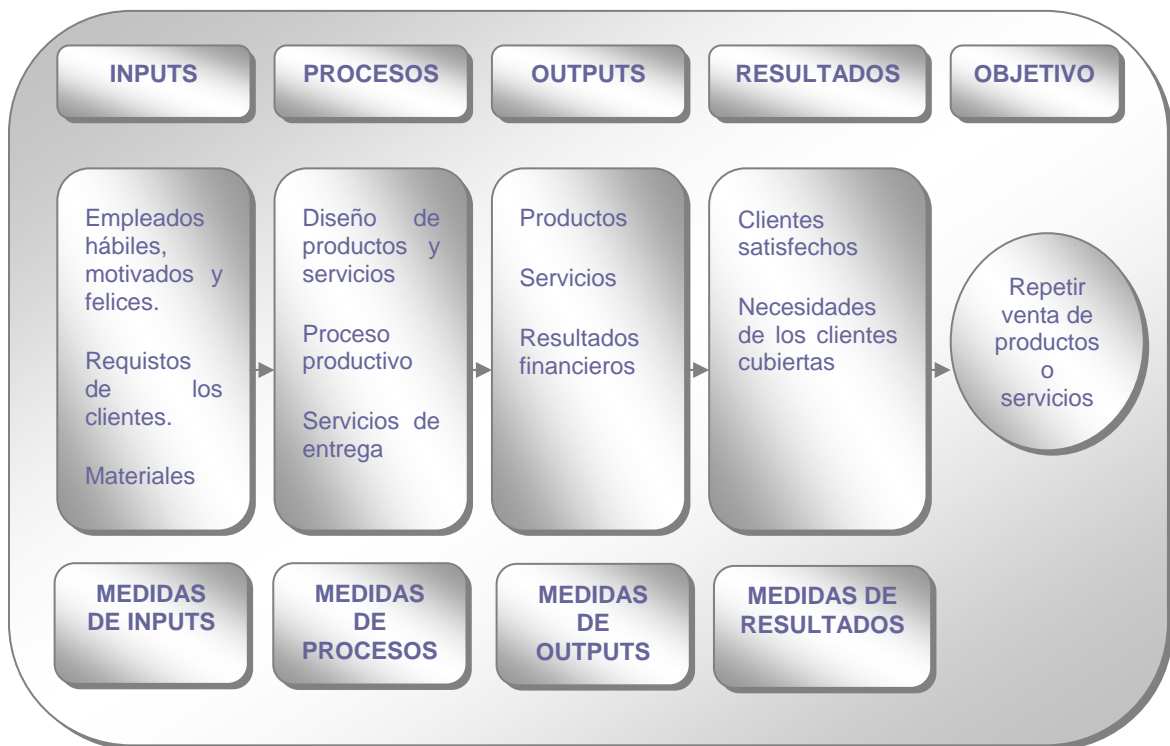 INPUTS
PROCESOS
OUTPUTS
RESULTADOS
OBJETIVO
Empleados
hábiles,
motivados y
felices.
Requistos
de los
clientes.
Materiales
Diseño de
productos y
servicios
Proceso
productivo
Servicios de
entrega
Productos
Servicios
Resultados
financieros
Clientes
satisfechos
Necesidades
de los clientes
cubiertas
Repetir
venta de
productos
o
servicios
MEDIDAS
DE INPUTS
MEDIDAS
DE
PROCESOS
MEDIDAS
DE
OUTPUTS
MEDIDAS DE
RESULTADOS